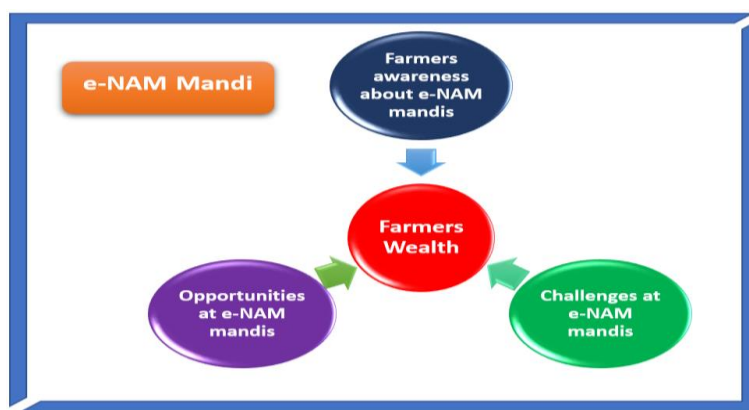 e-NAM Mandi
Farmers
awareness
about e-NAM
mandis
Farmers
Wealth
Opportunities
at e-NAM
mandis
Challenges at
e-NAM
mandis